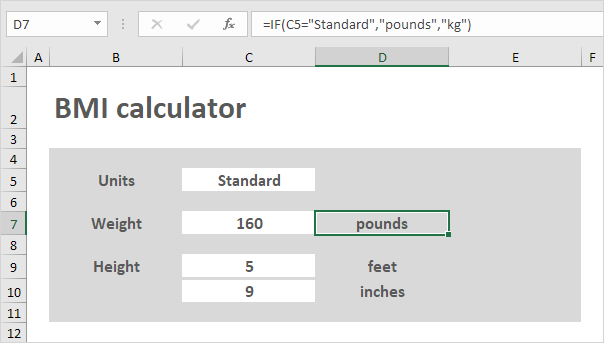 D7 fx =IF(C5="Standard","pounds","kg")
A B C D E F
1
2 BMI calculator
3
4
5 Units Standard
6
7 Weight 160 pounds
8
9 Height 5 feet
10 9 inches
11
12